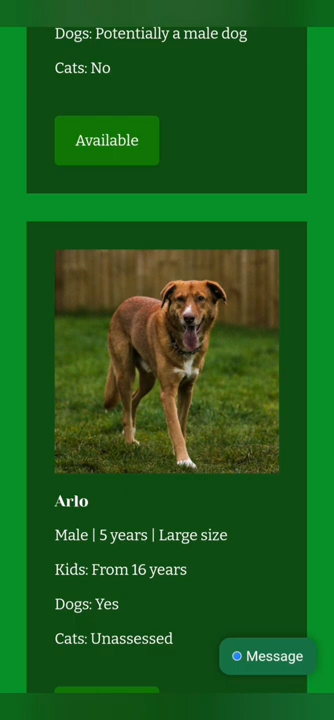 Dogs: Potentially a male dog
Cats: No
Available
Arlo
Male | 5 years | Large size
Kids: From 16 years
Dogs: Yes
Cats: Unassessed
Message